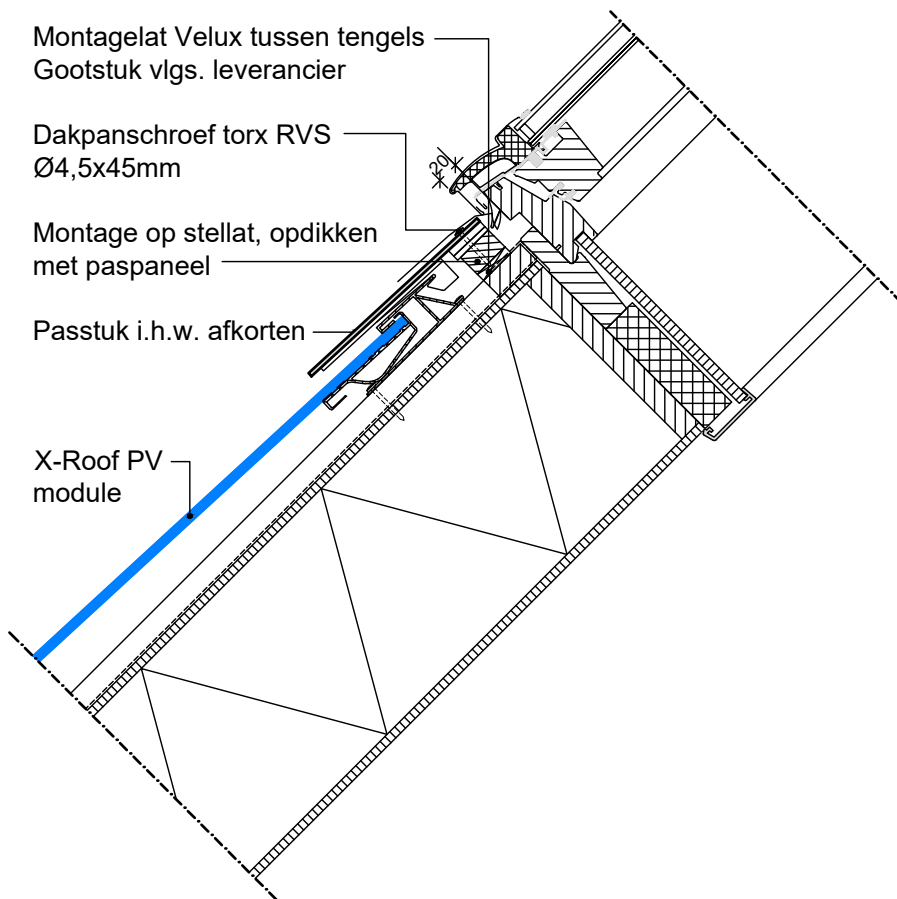 Montagelat Velux tussen tengels
Gootstuk vlgs. leverancier
Dakpanschroef torx RVS
Ø4,5x45mm
20
Montage op stellat, opdikken
met paspaneel
Passtuk i.h.w. afkorten
X-Roof PV
module